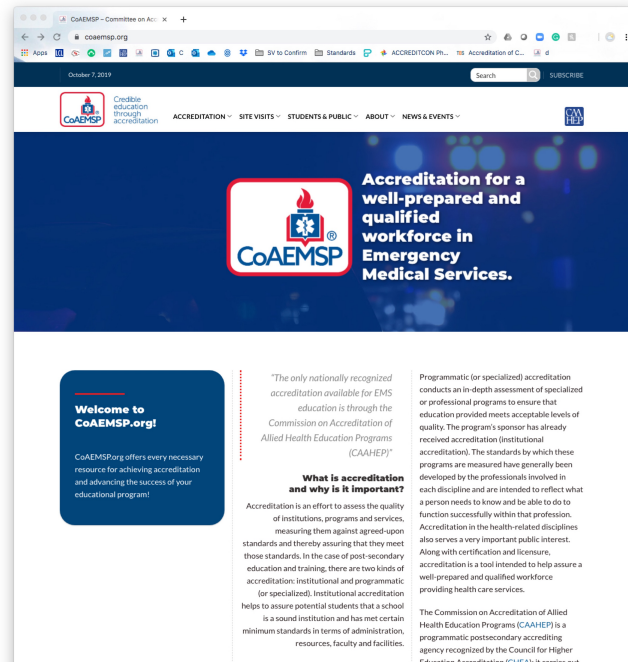 CoAEMSP – Committee on Acc
coaemsp.org
Apps
C
C
SV to Confirm
Standards
ACCREDITCON Ph...
Accreditation of C...
d
October 7, 2019
Search
SUBSCRIBE
CoAEMSP
Credible
education
through
accreditation
ACCREDITATION
SITE VISITS
STUDENTS & PUBLIC
ABOUT
NEWS & EVENTS
CAA
HEP
CoAEMSP
®
Accreditation for a
well-prepared and
qualified
workforce in
Emergency
Medical Services.
Welcome to
CoAEMSP.org!
CoAEMSP.org offers every necessary
resource for achieving accreditation
and advancing the success of your
educational program!
"The only nationally recognized
accreditation available for EMS
education is through the
Commission on Accreditation of
Allied Health Education Programs
(CAAHEP)"
What is accreditation
and why is it important?
Accreditation is an effort to assess the quality
of institutions, programs and services,
measuring them against agreed-upon
standards and thereby assuring that they meet
those standards. In the case of post-secondary
education and training, there are two kinds of
accreditation: institutional and programmatic
(or specialized). Institutional accreditation
helps to assure potential students that a school
is a sound institution and has met certain
minimum standards in terms of administration,
resources, faculty and facilities.
Programmatic (or specialized) accreditation
conducts an in-depth assessment of specialized
or professional programs to ensure that
education provided meets acceptable levels of
quality. The program's sponsor has already
received accreditation (institutional
accreditation). The standards by which these
programs are measured have generally been
developed by the professionals involved in
each discipline and are intended to reflect what
a person needs to know and be able to do to
function successfully within that profession.
Accreditation in the health-related disciplines
also serves a very important public interest.
Along with certification and licensure,
accreditation is a tool intended to help assure a
well-prepared and qualified workforce
providing health care services.
The Commission on Accreditation of Allied
Health Education Programs (CAAHEP) is a
programmatic postsecondary accrediting
agency recognized by the Council for Higher
Education Accreditation (CHEA); it carries out